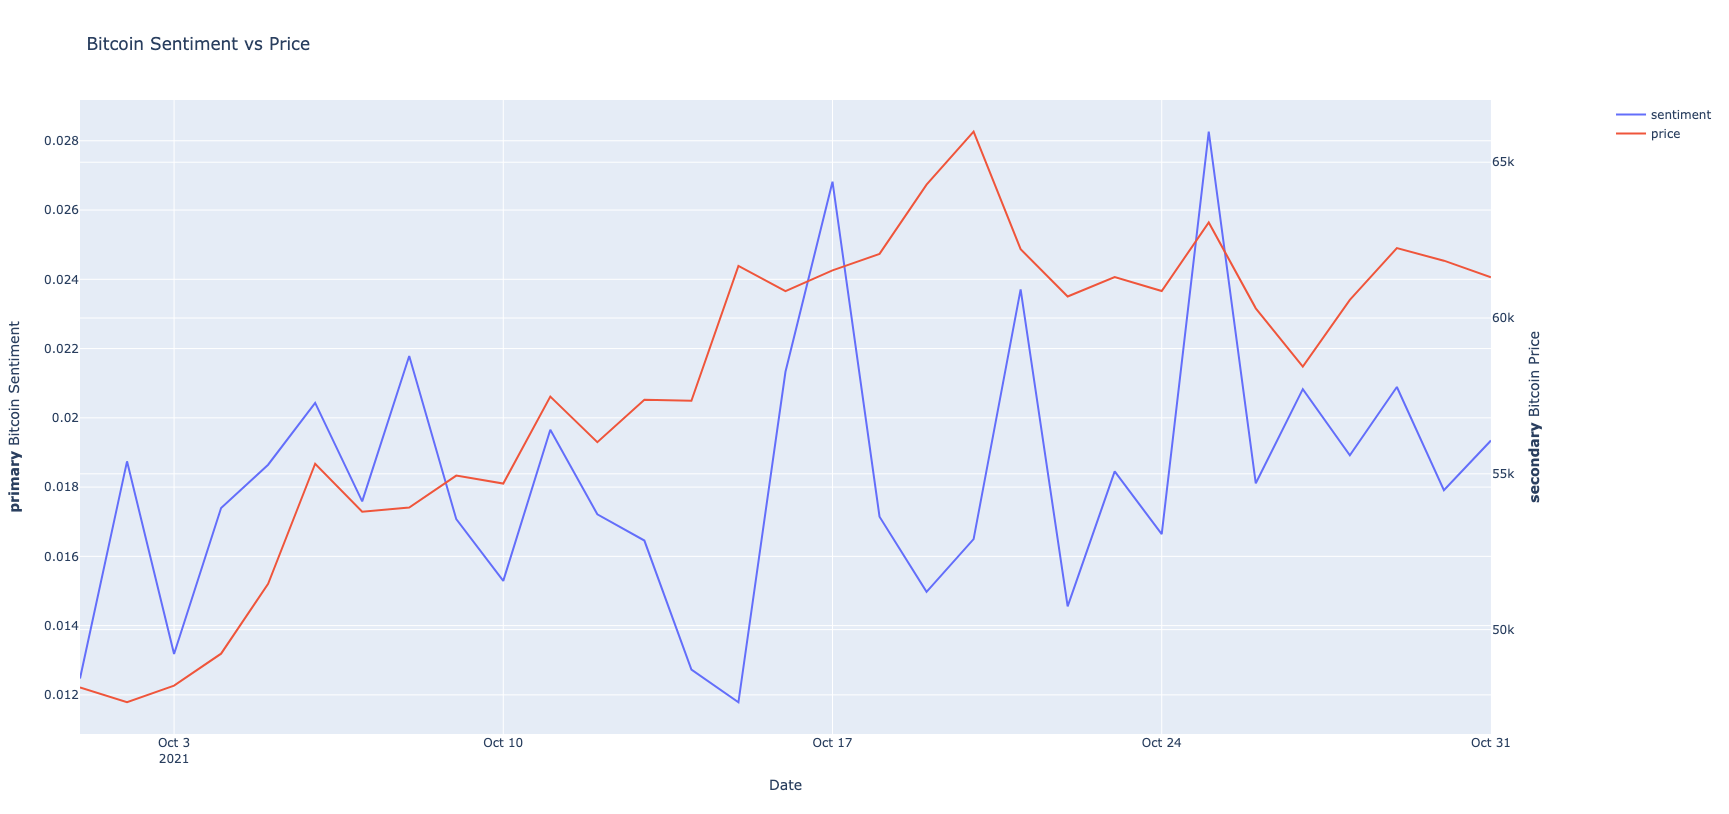 Bitcoin Sentiment vs Price
sentiment
price
0.028
0.026
0.024
0.022
0.02
0.018
0.016
0.014
0.012
primary Bitcoin Sentiment
65k
60k
55k
50k
secondary Bitcoin Price
Oct 3
2021
Oct 10
Oct 17
Oct 24
Oct 31
Date